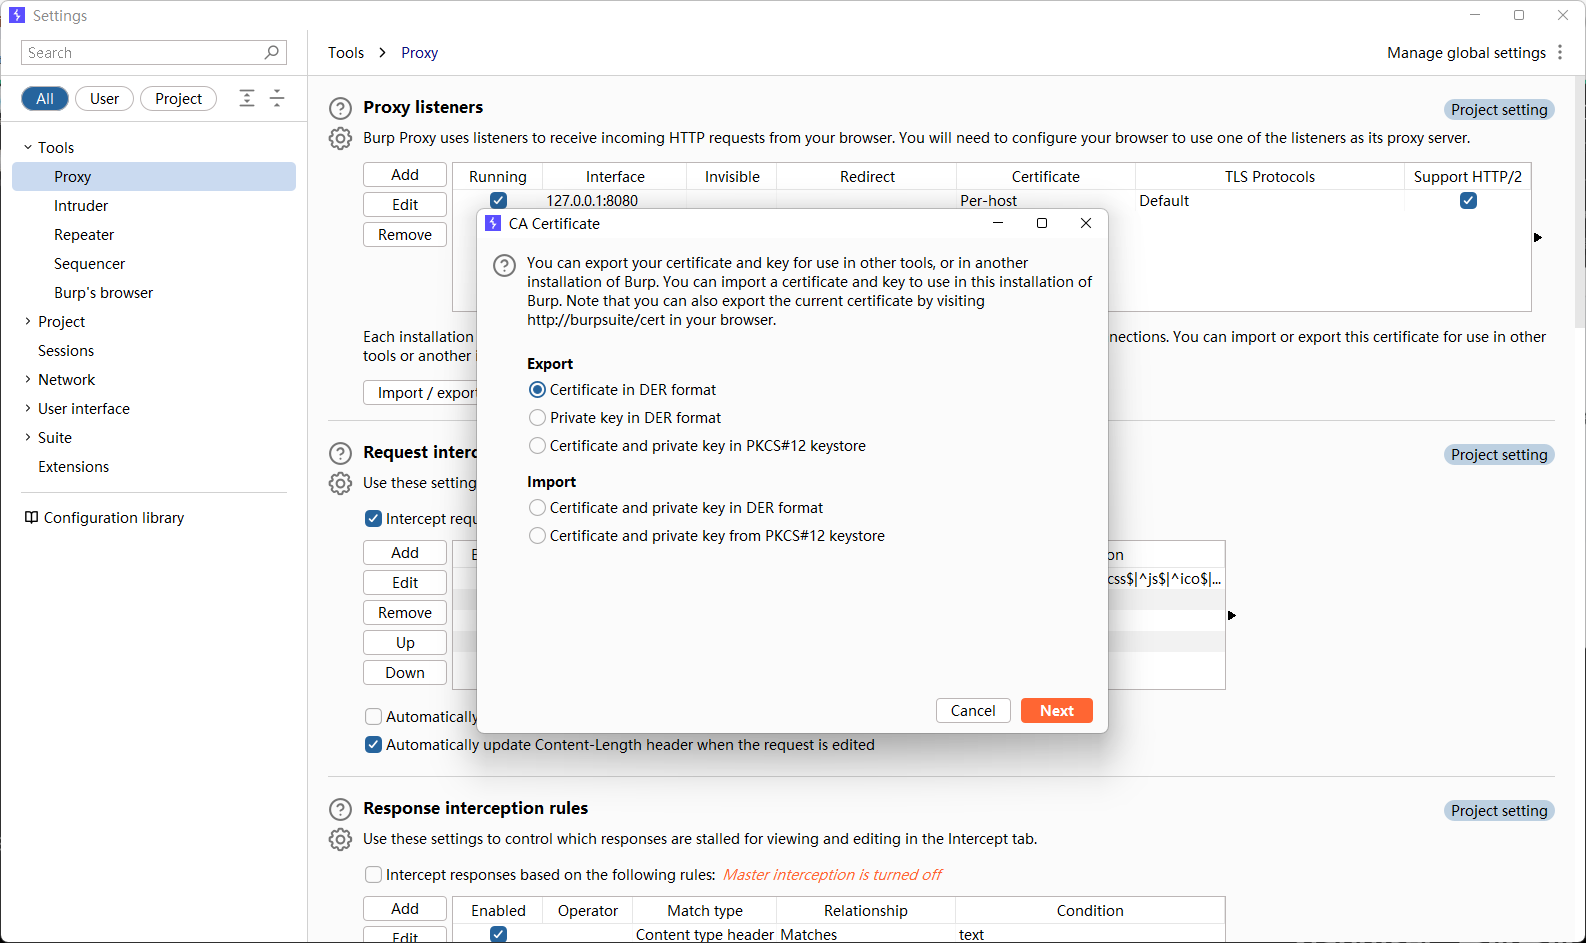 Settings
Search
All User Project
Tools
Proxy
Intruder
Repeater
Sequencer
Burp's browser
Project
Sessions
Network
User interface
Suite
Extensions
Configuration library
Tools > Proxy
Manage global settings
Proxy listeners
Project setting
Burp Proxy uses listeners to receive incoming HTTP requests from your browser. You will need to configure your browser to use one of the listeners as its proxy server.
Add
Edit
Remove
Running Interface Invisible Redirect Certificate TLS Protocols Support HTTP/2
127.0.0.1:8080 Per-host Default
Each installation
nections. You can import or export this certificate for use in other
tools or another
Import / export
CA Certificate
You can export your certificate and key for use in other tools, or in another
installation of Burp. You can import a certificate and key to use in this installation of
Burp. Note that you can also export the current certificate by visiting
http://burpsuite/cert in your browser.
Export
Certificate in DER format
Private key in DER format
Certificate and private key in PKCS#12 keystore
Import
Certificate and private key in DER format
Certificate and private key from PKCS#12 keystore
Cancel Next
Request interc
Project setting
Use these setting
Intercept requ
Add
Edit
Remove
Up
Down
on
css$|^js$|^ico$|...
Automatically
Automatically update Content-Length header when the request is edited
Response interception rules
Project setting
Use these settings to control which responses are stalled for viewing and editing in the Intercept tab.
Intercept responses based on the following rules: Master interception is turned off
Add
Edit
Enabled Operator Match type Relationship Condition
Content type header Matches text